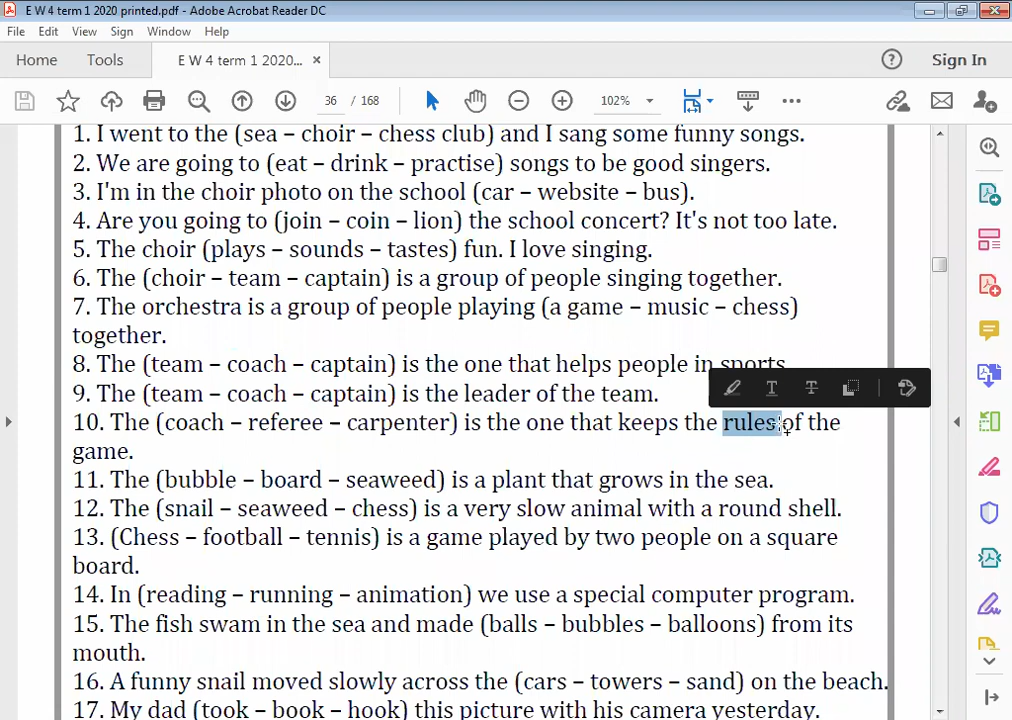 E W 4 term 1 2020 printed.pdf - Adobe Acrobat Reader DC
File Edit View Sign Window Help
Home Tools E W 4 term 1 2020... × Sign In
36 / 168 102%
1. I went to the (sea – choir – chess club) and I sang some funny songs.
2. We are going to (eat – drink – practise) songs to be good singers.
3. I'm in the choir photo on the school (car – website – bus).
4. Are you going to (join – coin – lion) the school concert? It's not too late.
5. The choir (plays – sounds – tastes) fun. I love singing.
6. The (choir – team – captain) is a group of people singing together.
7. The orchestra is a group of people playing (a game – music – chess)
together.
8. The (team – coach – captain) is the one that helps people in sports
9. The (team – coach – captain) is the leader of the team.
10. The (coach – referee – carpenter) is the one that keeps the rules of the
game.
11. The (bubble – board – seaweed) is a plant that grows in the sea.
12. The (snail – seaweed – chess) is a very slow animal with a round shell.
13. (Chess – football – tennis) is a game played by two people on a square
board.
14. In (reading – running – animation) we use a special computer program.
15. The fish swam in the sea and made (balls – bubbles – balloons) from its
mouth.
16. A funny snail moved slowly across the (cars – towers – sand) on the beach.
17. My dad (took – book – hook) this picture with his camera yesterday.